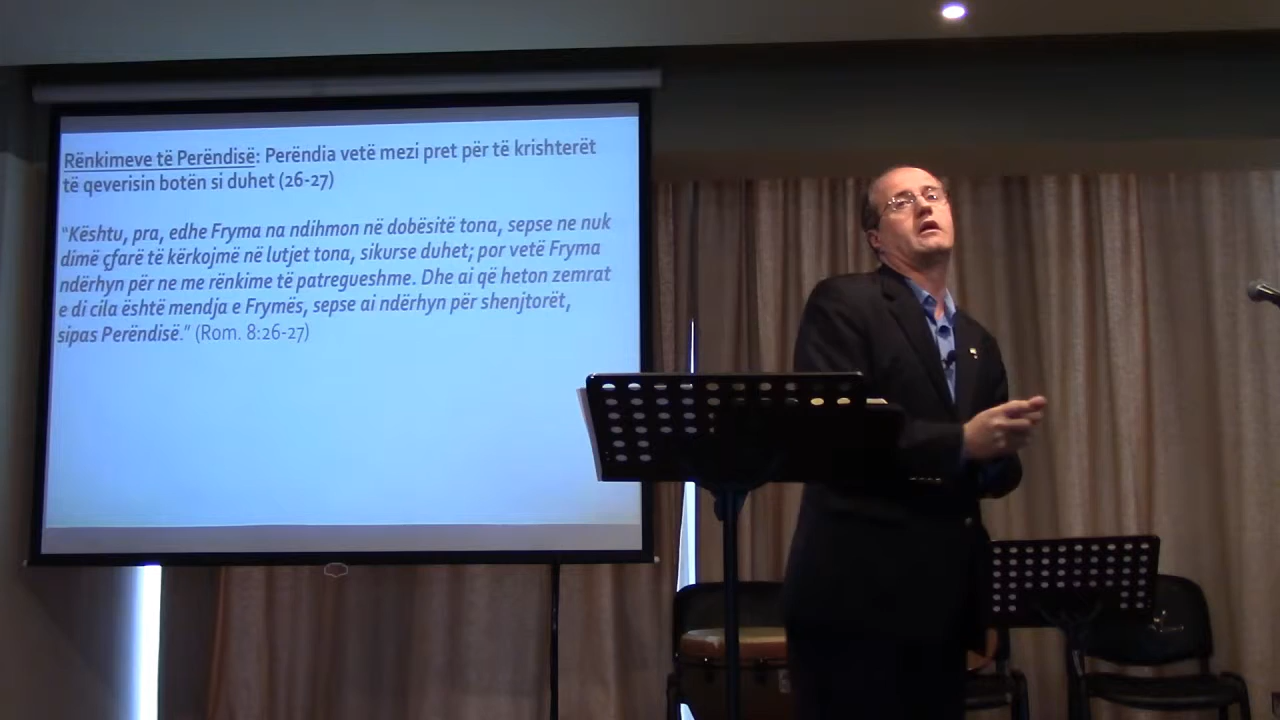 Rënkimeve të Perëndisë: Perëndia vetë mezi pret për të krishterët
të qeverisin botën si duhet (26-27)
“Kështu, pra, edhe Fryma na ndihmon në dobësitë tona, sepse ne nuk
dimë çfarë të kërkojmë në lutjet tona, sikurse duhet; por vetë Fryma
ndërhyn për ne me rënkime të patregueshme. Dhe ai që heton zemrat
e di cila është mendja e Frymës, sepse ai ndërhyn për shenjtorët,
sipas Perëndisë.” (Rom. 8:26-27)